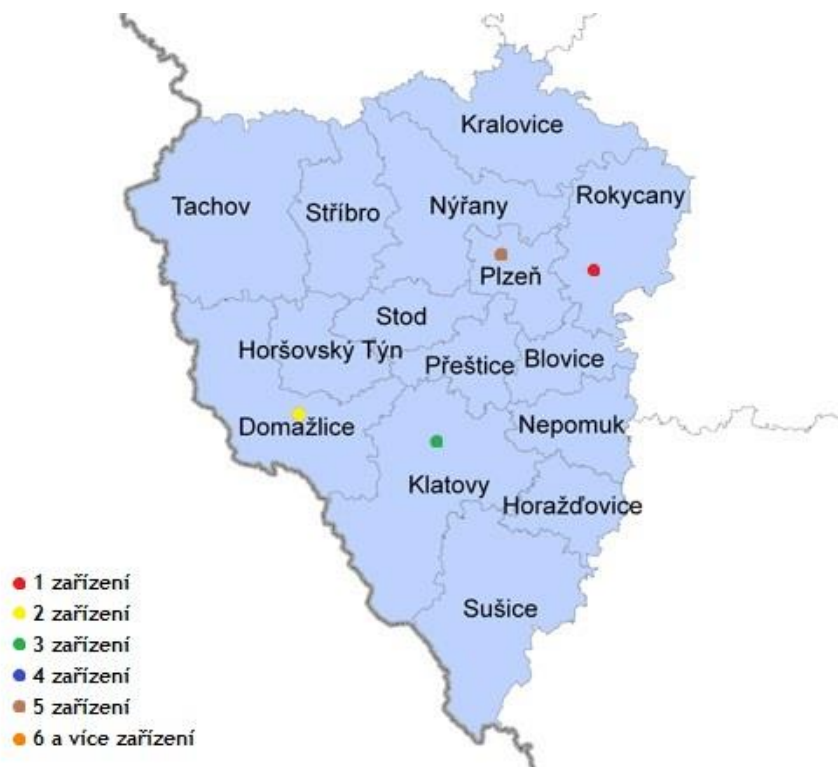 Kralovice
Rokycany
Tachov
Stříbro
Nýřany
Plzeň
Stod
Horšovský Týn
Přeštice
Blovice
Domažlice
Nepomuk
Klatovy
Horažďovice
Sušice
1 zařízení
2 zařízení
3 zařízení
4 zařízení
5 zařízení
6 a více zařízení